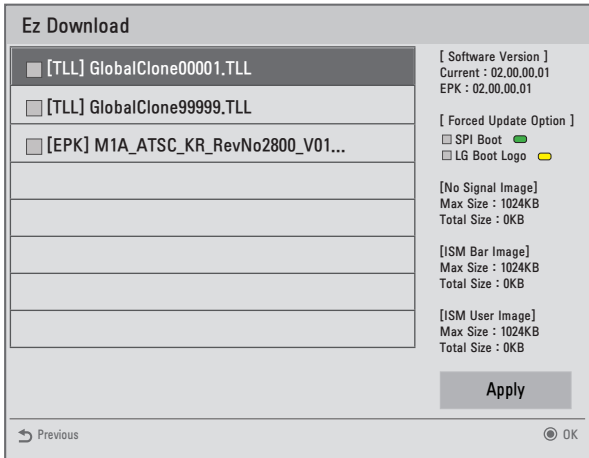 Ez Download
[TLL] GlobalClone00001.TLL
[TLL] GlobalClone99999.TLL
[EPK] M1A_ATSC_KR_RevNo2800_V01...
[ Software Version ]
Current : 02.00.00.01
EPK : 02.00.00.01
[ Forced Update Option ]
SPI Boot
LG Boot Logo
[No Signal Image]
Max Size : 1024KB
Total Size : 0KB
[ISM Bar Image]
Max Size : 1024KB
Total Size : 0KB
[ISM User Image]
Max Size : 1024KB
Total Size : 0KB
Apply
Previous
OK